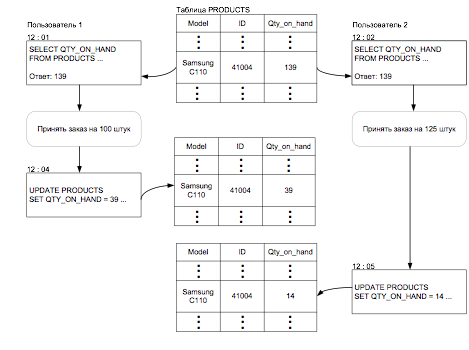 Таблица PRODUCTS
Пользователь 1
Пользователь 2
12 : 01
SELECT QTY_ON_HAND
FROM PRODUCTS ...
Ответ: 139
Model ID Qty_on_hand
Samsung C110 41004 139
12 : 02
SELECT QTY_ON_HAND
FROM PRODUCTS ...
Ответ: 139
Принять заказ на 100 штук
Принять заказ на 125 штук
12 : 04
UPDATE PRODUCTS
SET QTY_ON_HAND = 39 ...
Model ID Qty_on_hand
Samsung C110 41004 39
Model ID Qty_on_hand
Samsung C110 41004 14
12 : 05
UPDATE PRODUCTS
SET QTY_ON_HAND = 14 ...